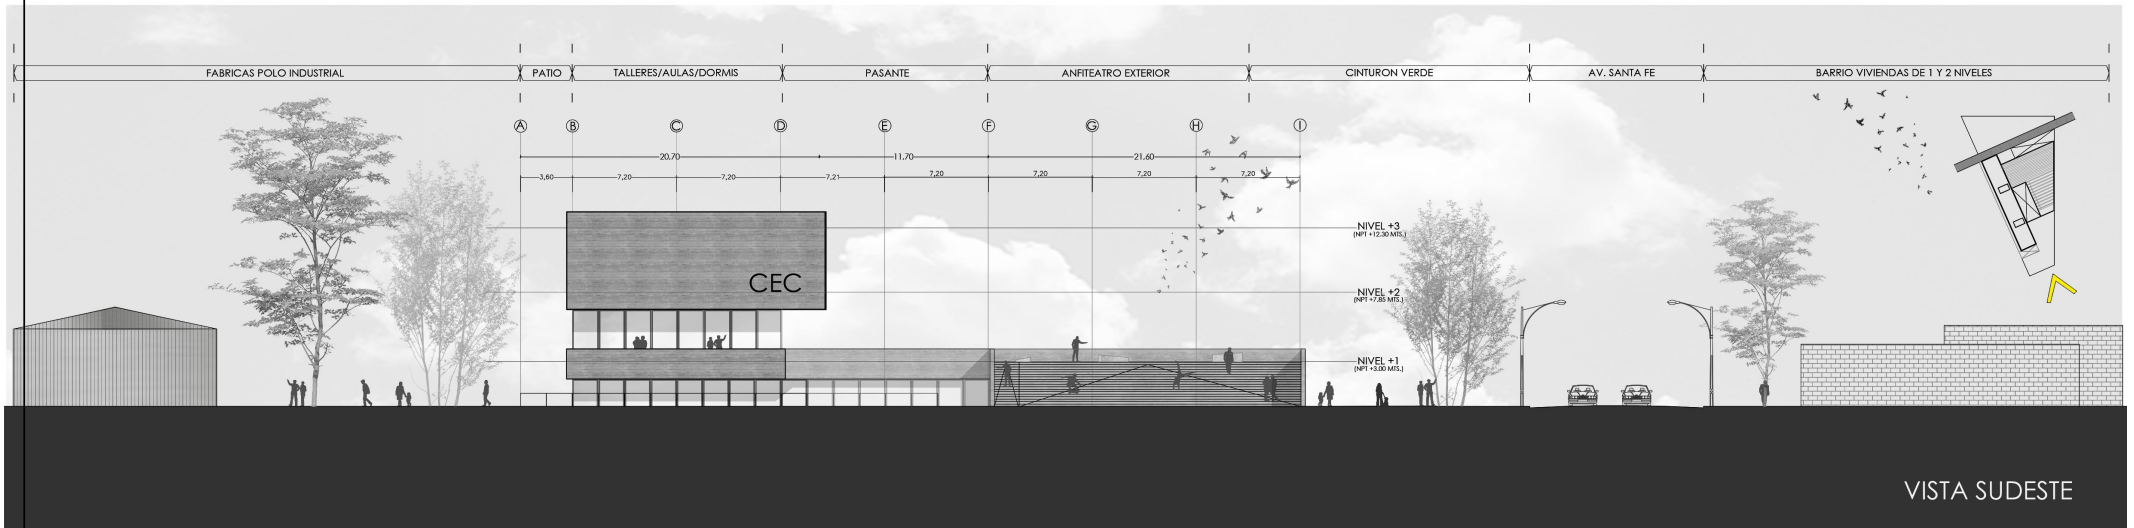 FABRICAS POLO INDUSTRIAL
PATIO
TALLERES/AULAS/DORMIS
PASANTE
ANFITEATRO EXTERIOR
CINTURON VERDE
AV. SANTA FE
BARRIO VIVIENDAS DE 1 Y 2 NIVELES
A B C D E F G H I
20,70 11,70 21,60
3,60 7,20 7,20 7,21 7,20 7,20 7,20 7,20
NIVEL +3
(NPT +12.30 MTS.)
CEC
NIVEL +2
(NPT +7.85 MTS.)
NIVEL +1
(NPT +3.00 MTS.)
VISTA SUDESTE